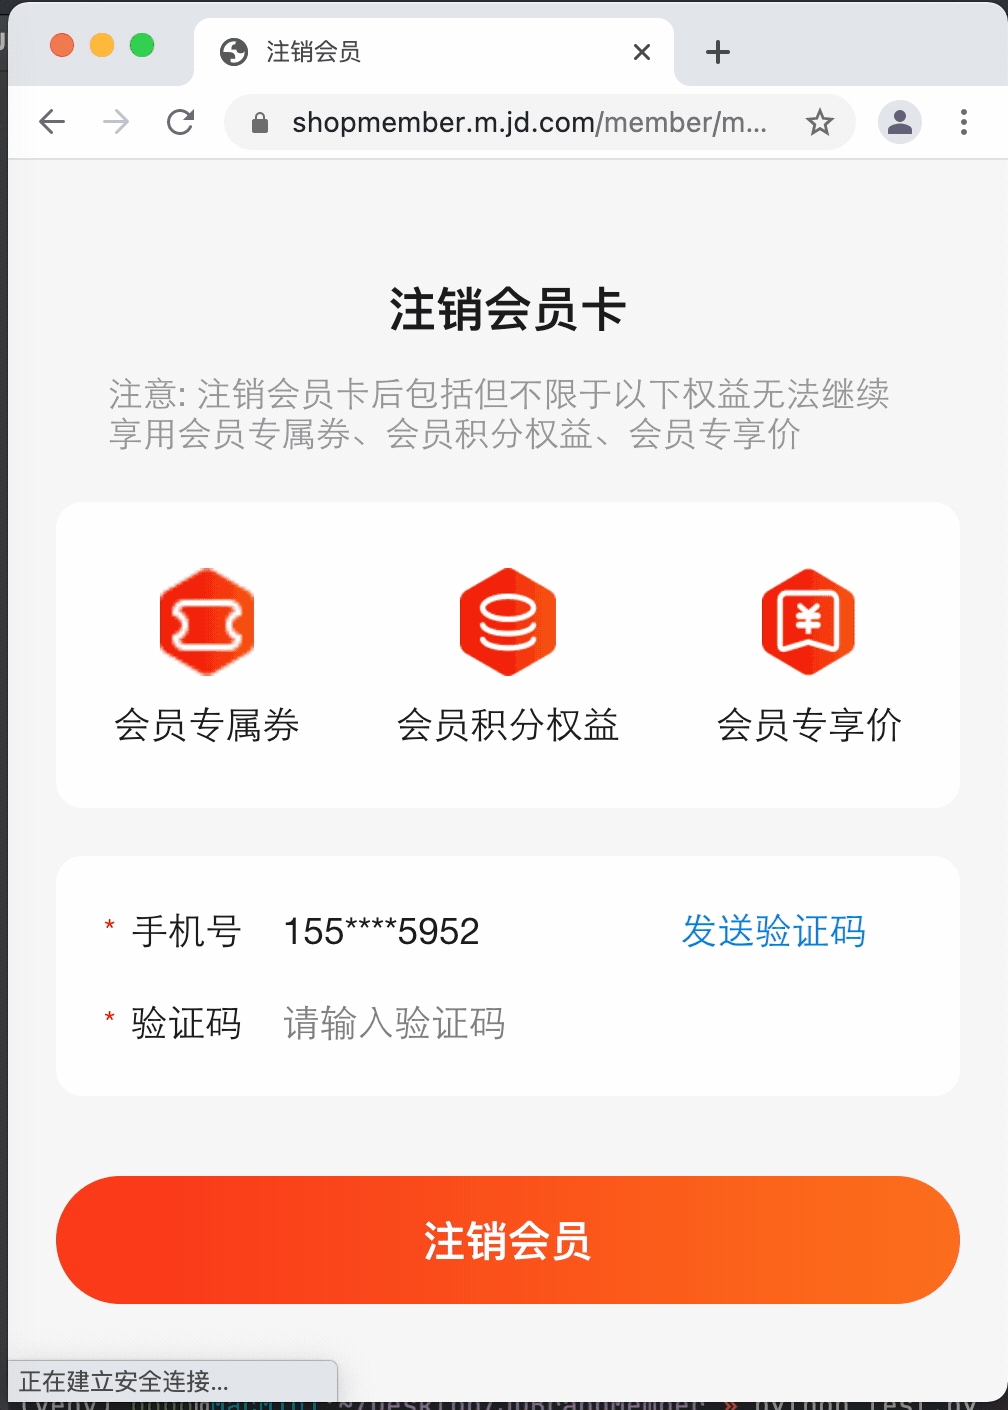 注销会员
shopmember.m.jd.com/member/m...
注销会员卡
注意: 注销会员卡后包括但不限于以下权益无法继续
享用会员专属券、会员积分权益、会员专享价
会员专属券 会员积分权益 会员专享价
* 手机号 155****5952 发送验证码
* 验证码 请输入验证码
注销会员
正在建立安全连接...